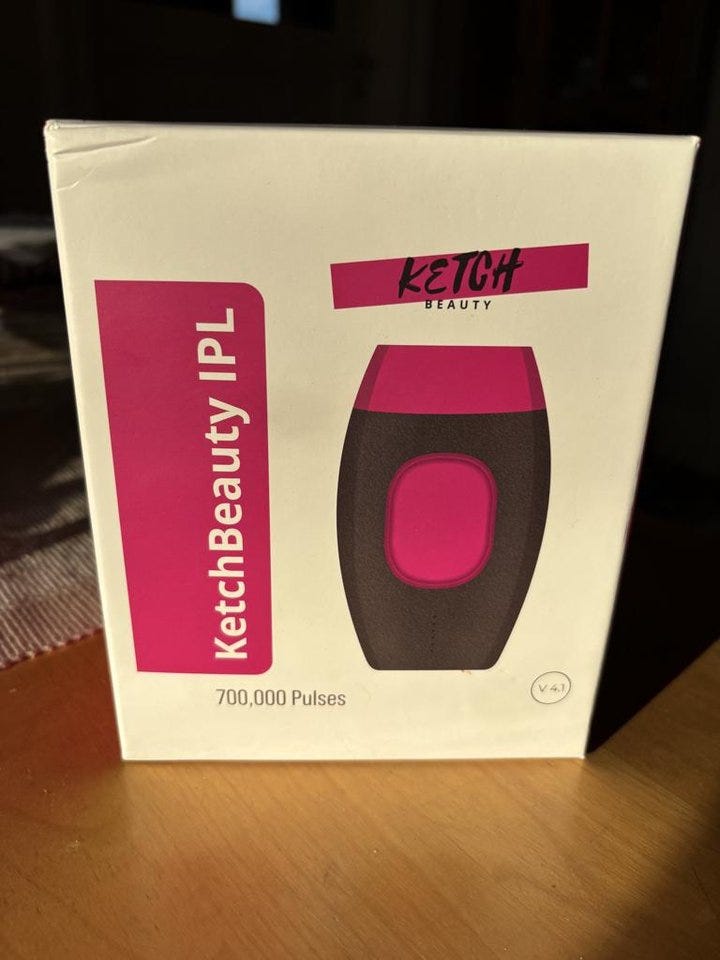 KETCH
BEAUTY
KetchBeauty IPL
700,000 Pulses
V 4.1